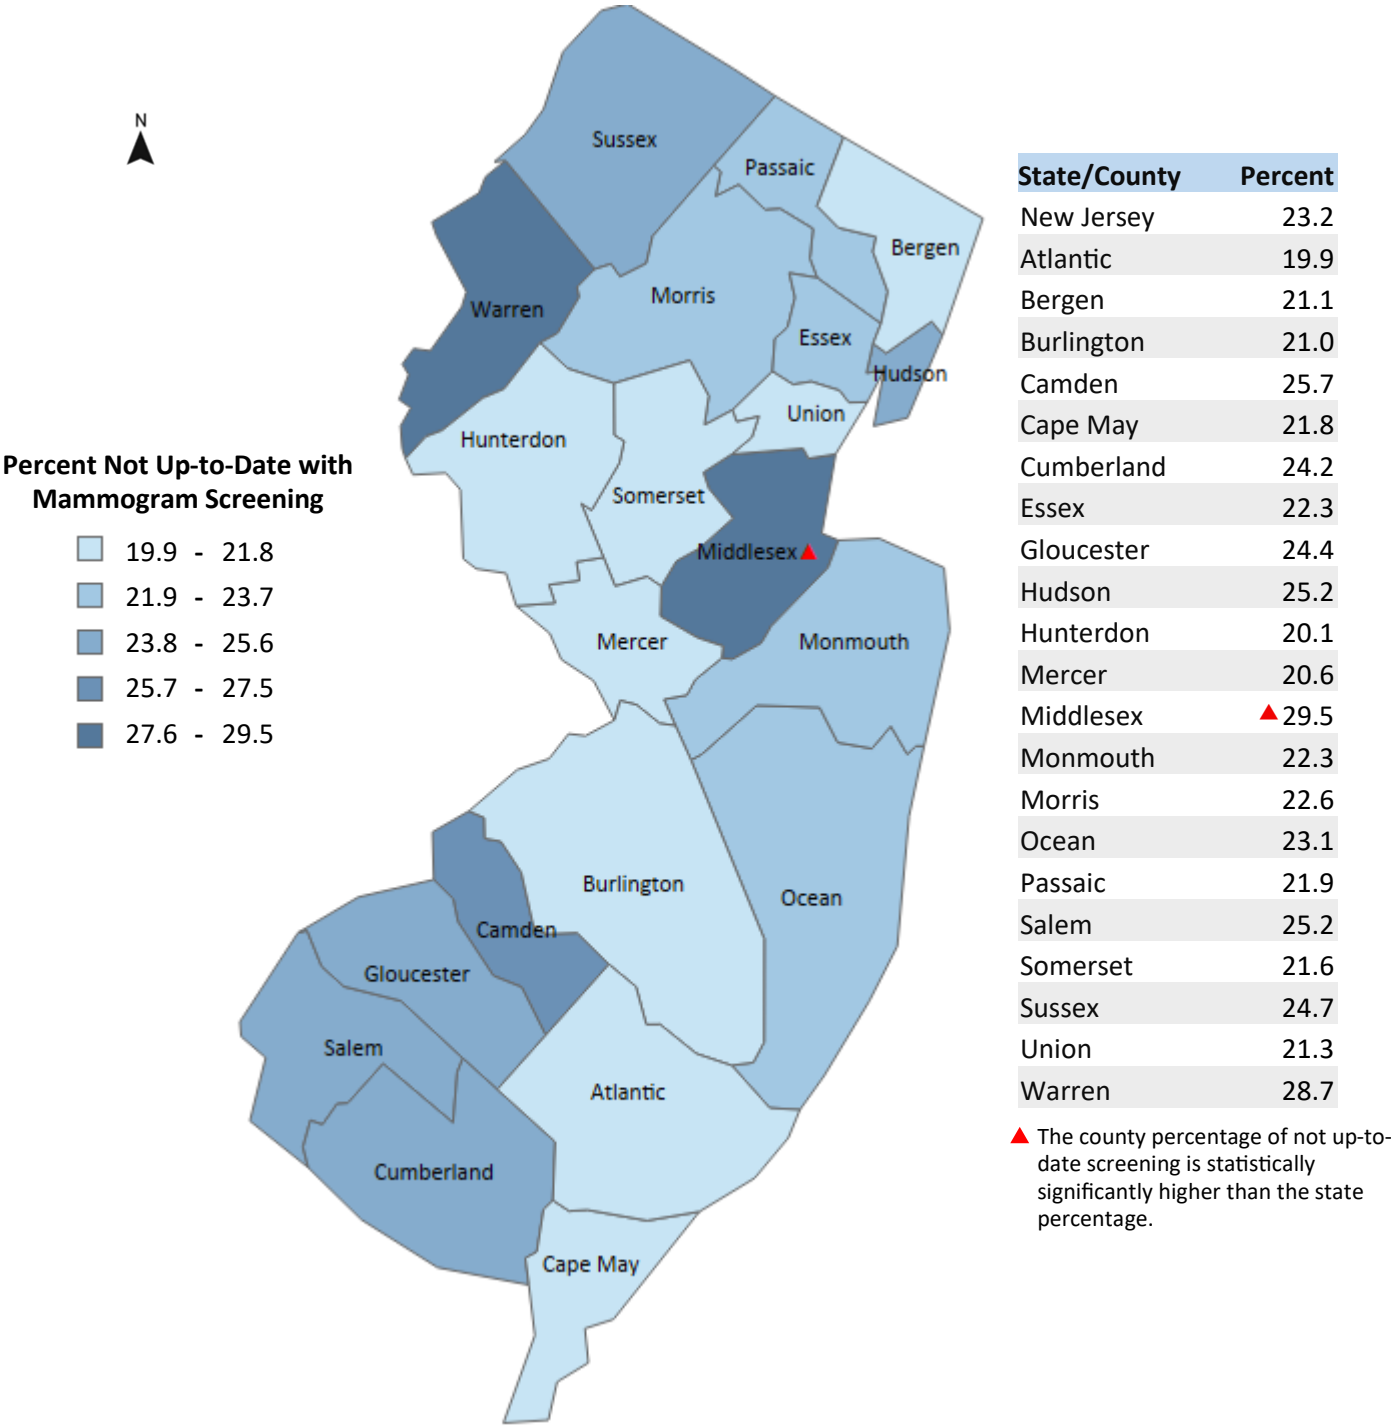 N
Sussex
Passaic
Bergen
Warren
Morris
Essex
Hudson
Union
Hunterdon
Somerset
Middlesex
Mercer
Monmouth
Burlington
Ocean
Camden
Gloucester
Salem
Atlantic
Cumberland
Cape May
Percent Not Up-to-Date with
Mammogram Screening
19.9 - 21.8
21.9 - 23.7
23.8 - 25.6
25.7 - 27.5
27.6 - 29.5
State/County Percent
New Jersey 23.2
Atlantic 19.9
Bergen 21.1
Burlington 21.0
Camden 25.7
Cape May 21.8
Cumberland 24.2
Essex 22.3
Gloucester 24.4
Hudson 25.2
Hunterdon 20.1
Mercer 20.6
Middlesex ▲ 29.5
Monmouth 22.3
Morris 22.6
Ocean 23.1
Passaic 21.9
Salem 25.2
Somerset 21.6
Sussex 24.7
Union 21.3
Warren 28.7
▲ The county percentage of not up-to-
date screening is statistically
significantly higher than the state
percentage.